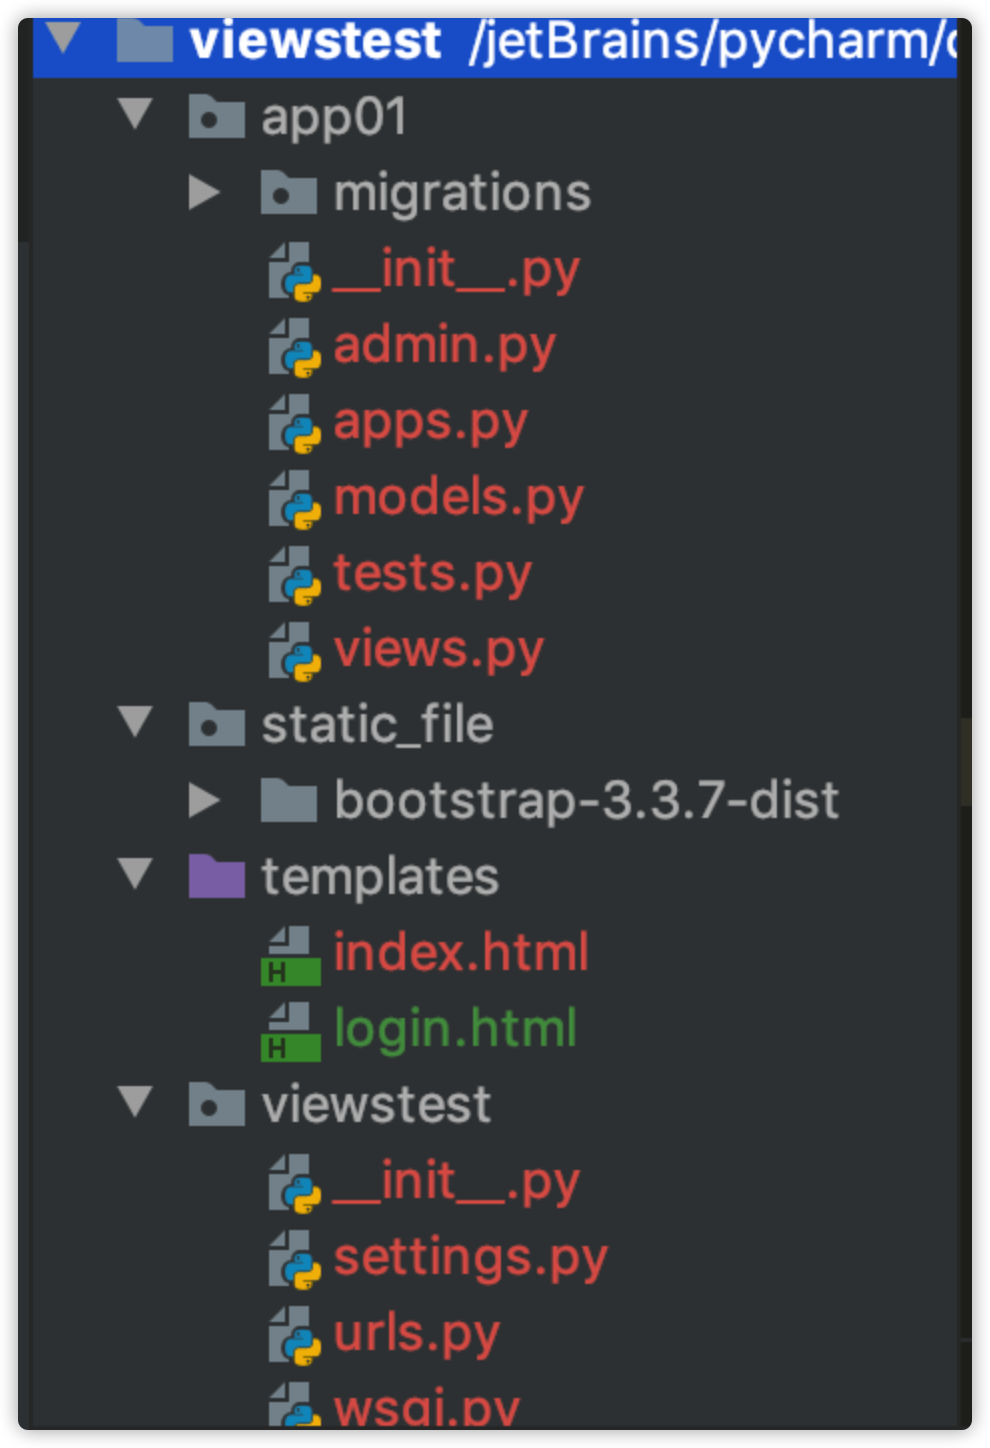 viewstest /jetBrains/pycharm/
app01
migrations
__init__.py
admin.py
apps.py
models.py
tests.py
views.py
static_file
bootstrap-3.3.7-dist
templates
H index.html
H login.html
viewstest
__init__.py
settings.py
urls.py
wsgi.py